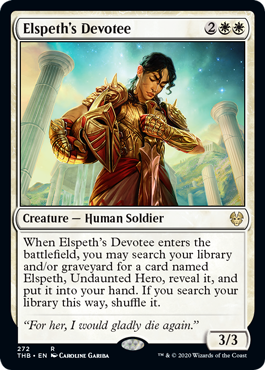 Elspeth's Devotee 2
Creature — Human Soldier
When Elspeth's Devotee enters the
battlefield, you may search your library
and/or graveyard for a card named
Elspeth, Undaunted Hero, reveal it, and
put it into your hand. If you search your
library this way, shuffle it.
"For her, I would gladly die again."
3/3
272 R
THB • EN Caroline Gariba
™ & © 2020 Wizards of the Coast